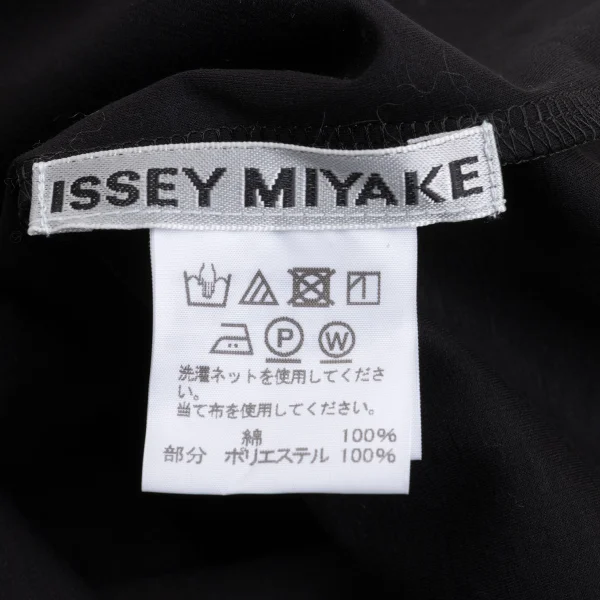 ISSEY MIYAKE
P W
洗濯ネットを使用してくださ
い。
当て布を使用してください。
綿 100%
部分 ポリエステル 100%